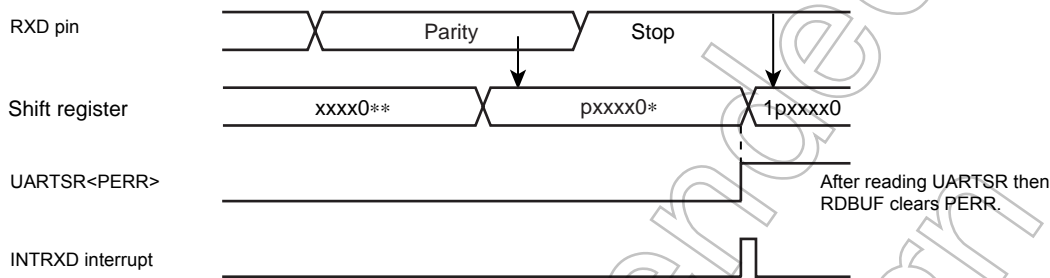 RXD pin
Parity
Stop
Shift register
xxxx0**
pxxxx0*
1pxxxx0
UARTSR<PERR>
After reading UARTSR then
RDBUF clears PERR.
INTRXD interrupt